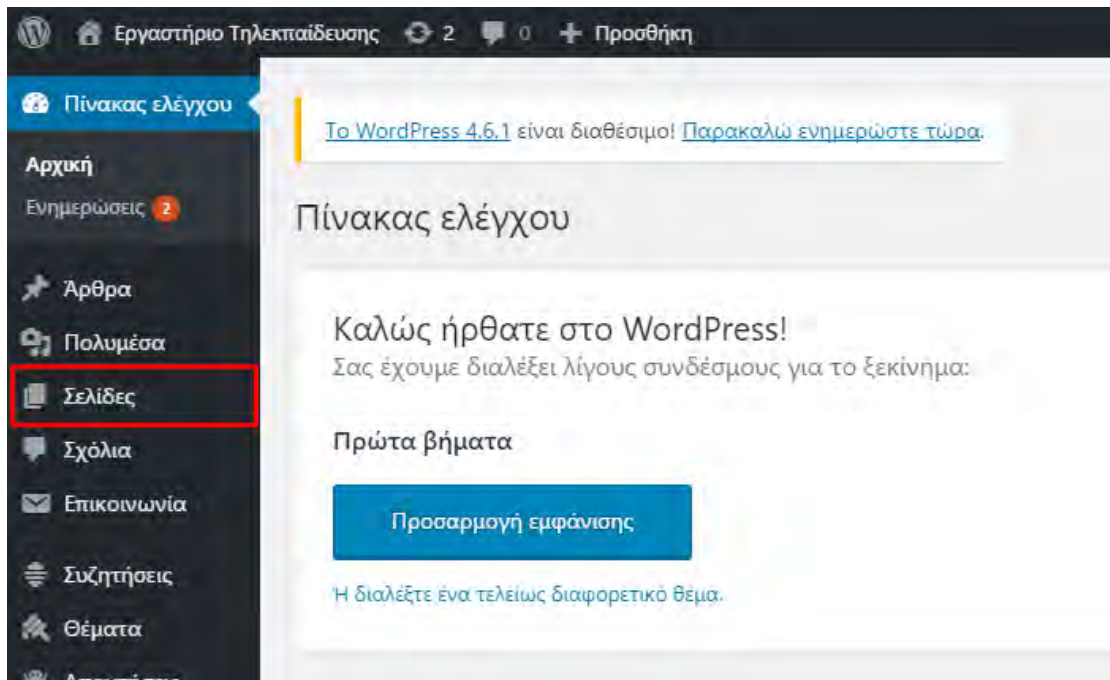 Εργαστήριο Τηλεκπαίδευσης 2 0 + Προσθήκη
Πίνακας ελέγχου
Αρχική
Ενημερώσεις 2
Άρθρα
Πολυμέσα
Σελίδες
Σχόλια
Επικοινωνία
Συζητήσεις
Θέματα
Το WordPress 4.6.1 είναι διαθέσιμο! Παρακαλώ ενημερώστε τώρα.
Πίνακας ελέγχου
Καλώς ήρθατε στο WordPress!
Σας έχουμε διαλέξει λίγους συνδέσμους για το ξεκίνημα:
Πρώτα βήματα
Προσαρμογή εμφάνισης
Ή διαλέξτε ένα τελείως διαφορετικό θέμα.